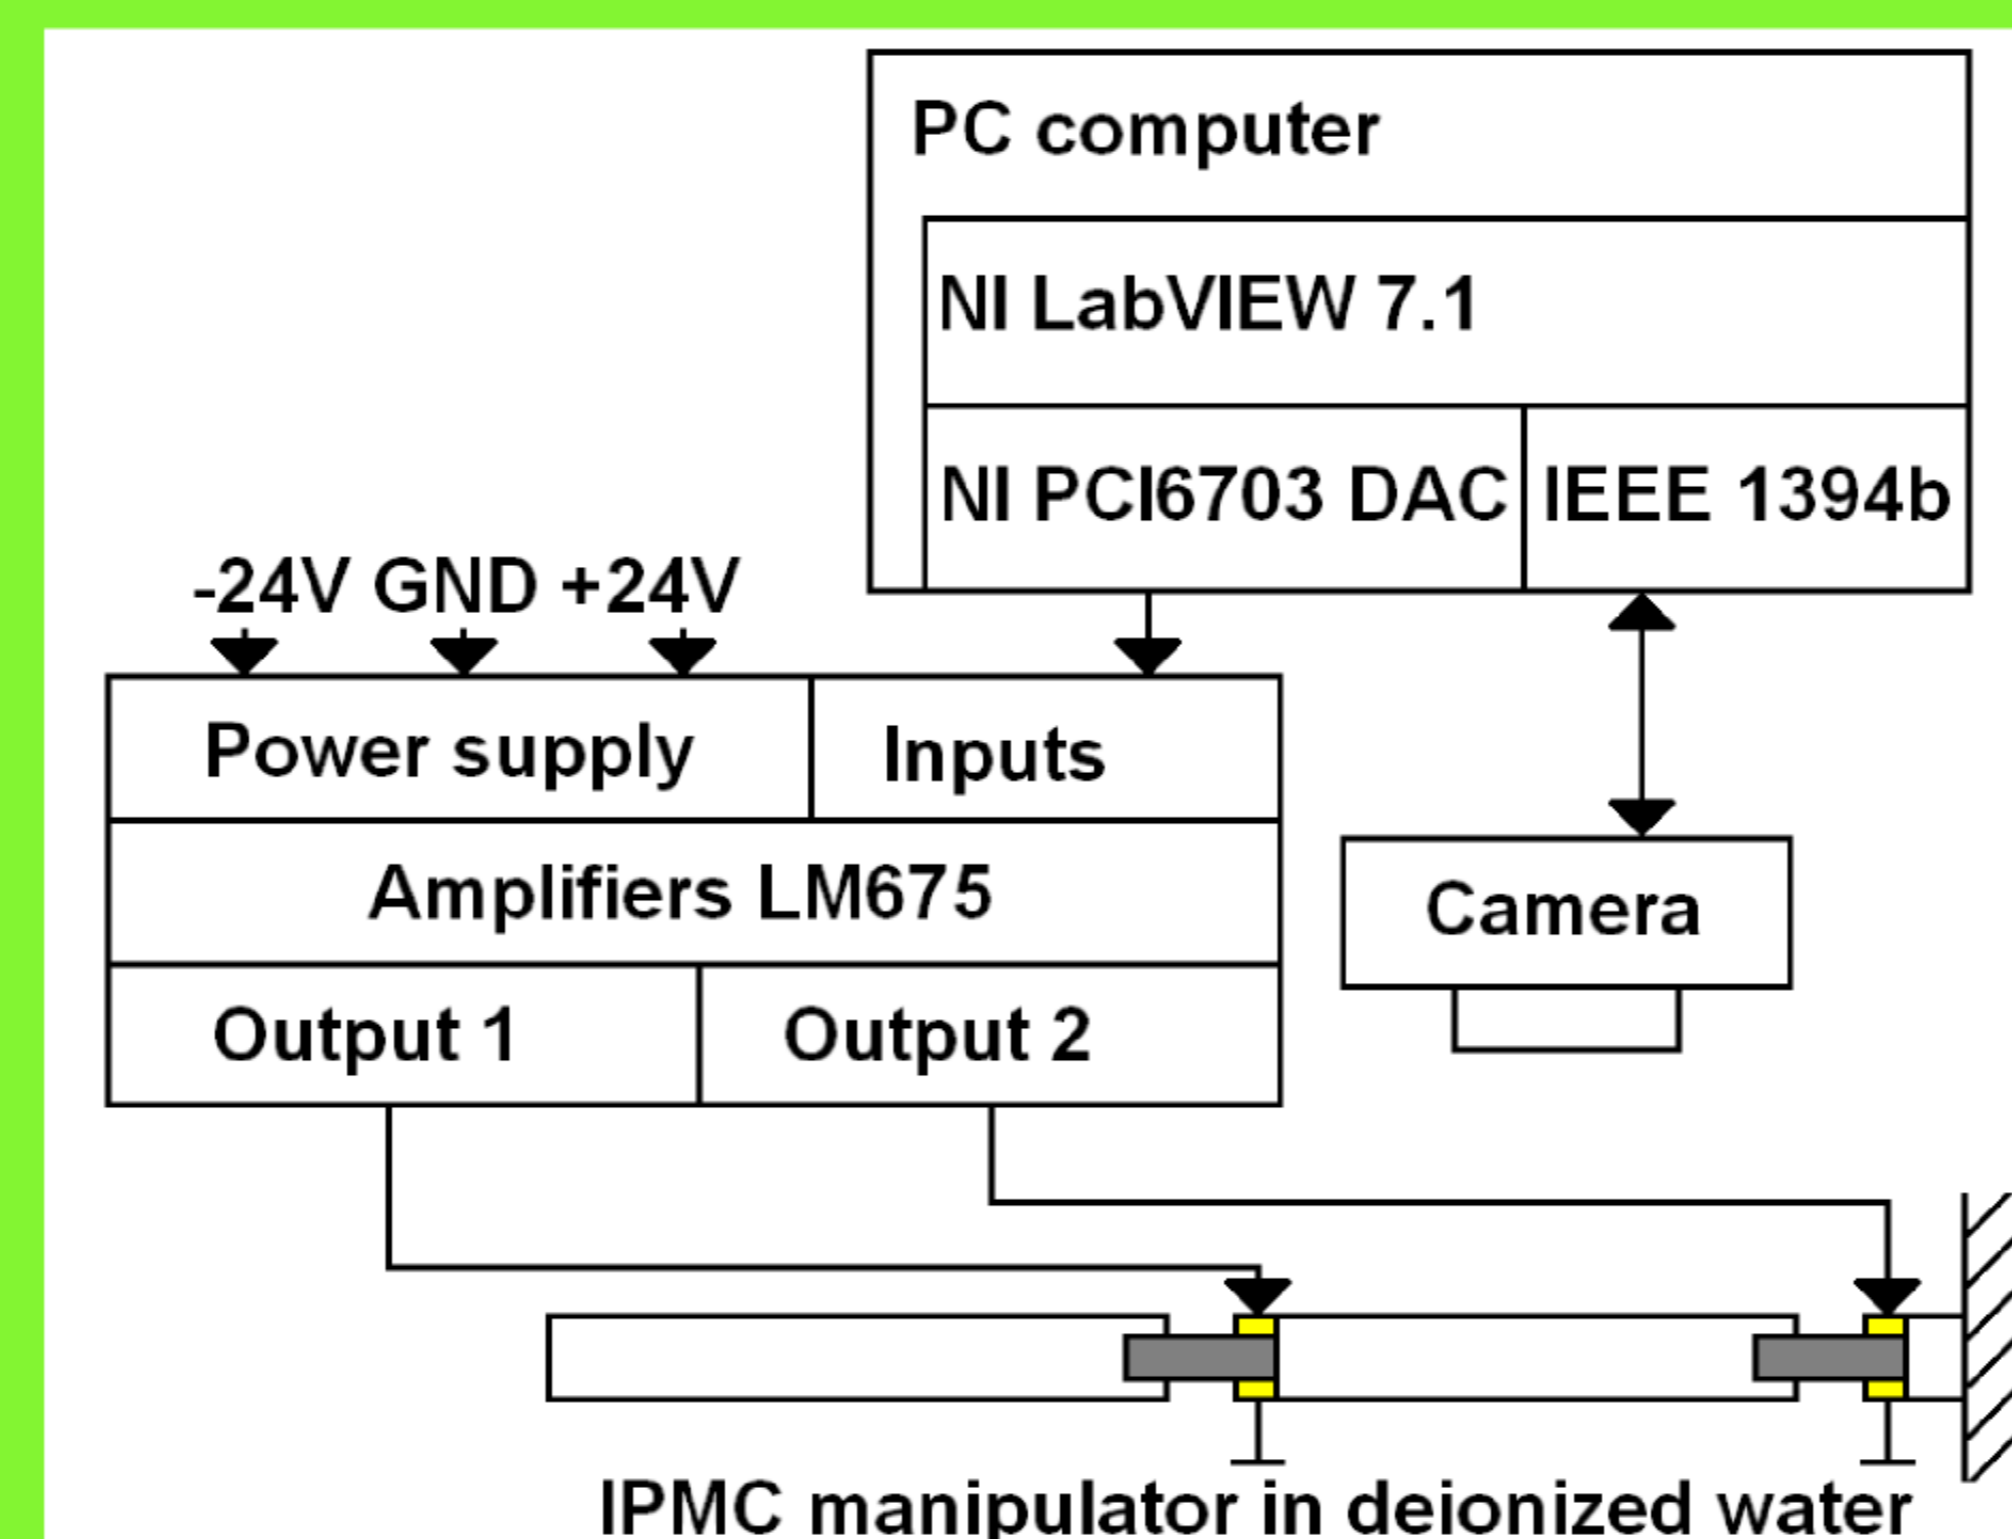 PC computer
NI LabVIEW 7.1
NI PCI6703 DAC
IEEE 1394b
-24V GND +24V
Power supply
Inputs
Amplifiers LM675
Camera
Output 1
Output 2
IPMC manipulator in deionized water